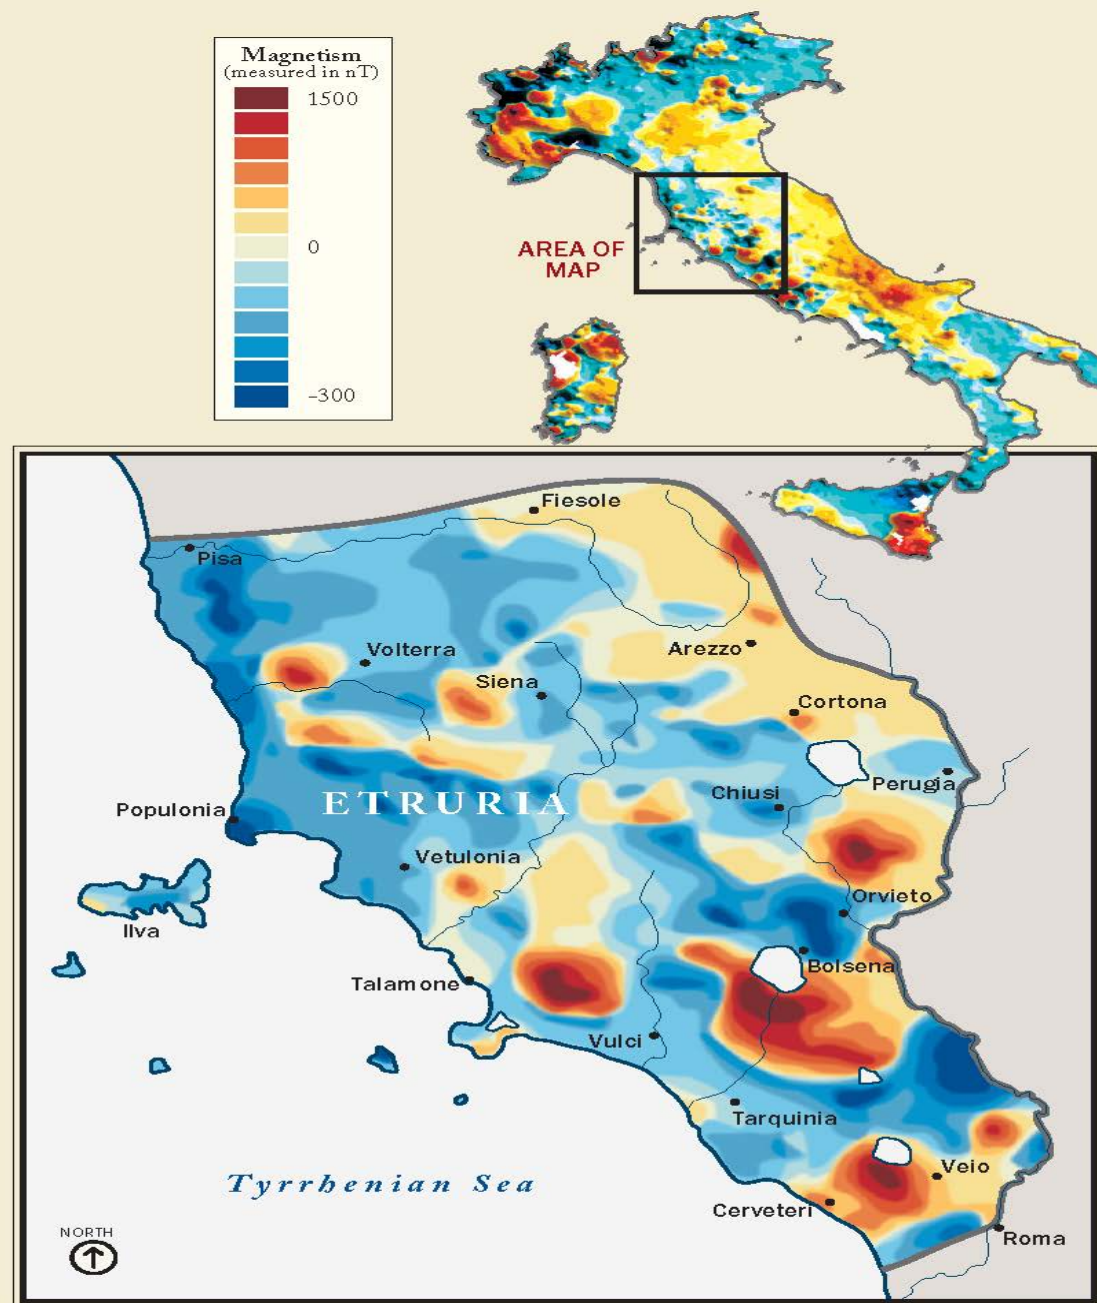 Magnetism
(measured in nT)
1500
0
-300
AREA OF
MAP
Fiesole
Pisa
Volterra
Arezzo
Siena
Cortona
Perugia
Chiusi
ETRURIA
Populonia
Vetulonia
Orvieto
Ilva
Bolsena
Talamone
Vulci
Tarquinia
Veio
Tyrrhenian Sea
Cerveteri
NORTH
Roma